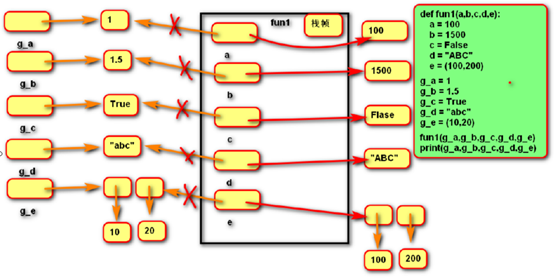 fun1
栈帧
1
g_a
a
100
1.5
g_b
b
1500
True
g_c
c
Flase
"abc"
g_d
d
"ABC"
g_e
e
10
20
100
200
def fun1(a,b,c,d,e):
a = 100
b = 1500
c = False
d = "ABC"
e = (100,200)
g_a = 1
g_b = 1.5
g_c = True
g_d = "abc"
g_e = (10,20)
fun1(g_a,g_b,g_c,g_d,g_e)
print(g_a,g_b,g_c,g_d,g_e)